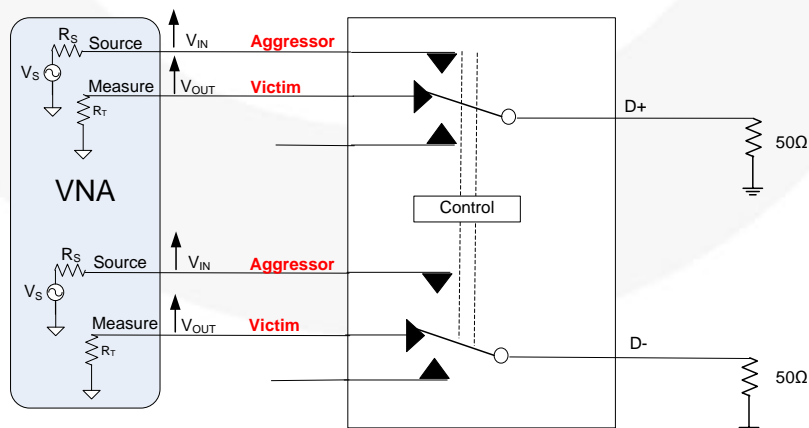 RS Source VIN Aggressor
VS
Measure VOUT Victim
RT
D+
50Ω
VNA
Control
RS Source VIN Aggressor
VS
Measure VOUT Victim
RT
D-
50Ω